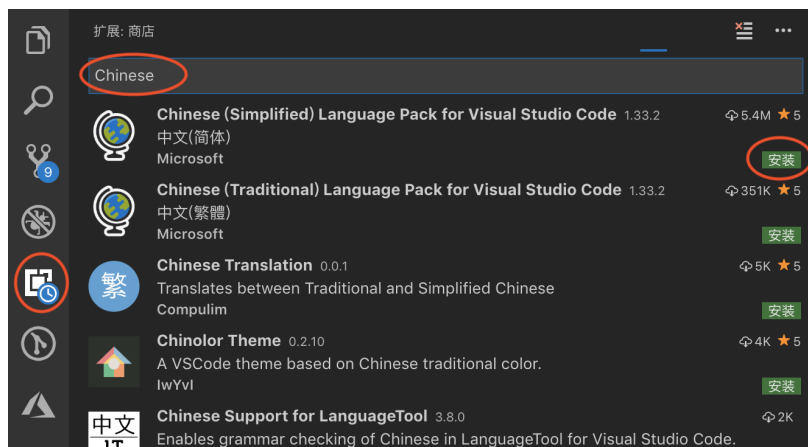 扩展: 商店
Chinese
Chinese (Simplified) Language Pack for Visual Studio Code 1.33.2 5.4M ★ 5
中文(简体)
Microsoft 安装
9
Chinese (Traditional) Language Pack for Visual Studio Code 1.33.2 351K ★ 5
中文(繁體)
Microsoft 安装
繁
Chinese Translation 0.0.1 5K ★ 5
Translates between Traditional and Simplified Chinese
Compulim 安装
Chinolor Theme 0.2.10 4K ★ 5
A VSCode theme based on Chinese traditional color.
IwYvI 安装
中文
LT
Chinese Support for LanguageTool 3.8.0 2K
Enables grammar checking of Chinese in LanguageTool for Visual Studio Code.